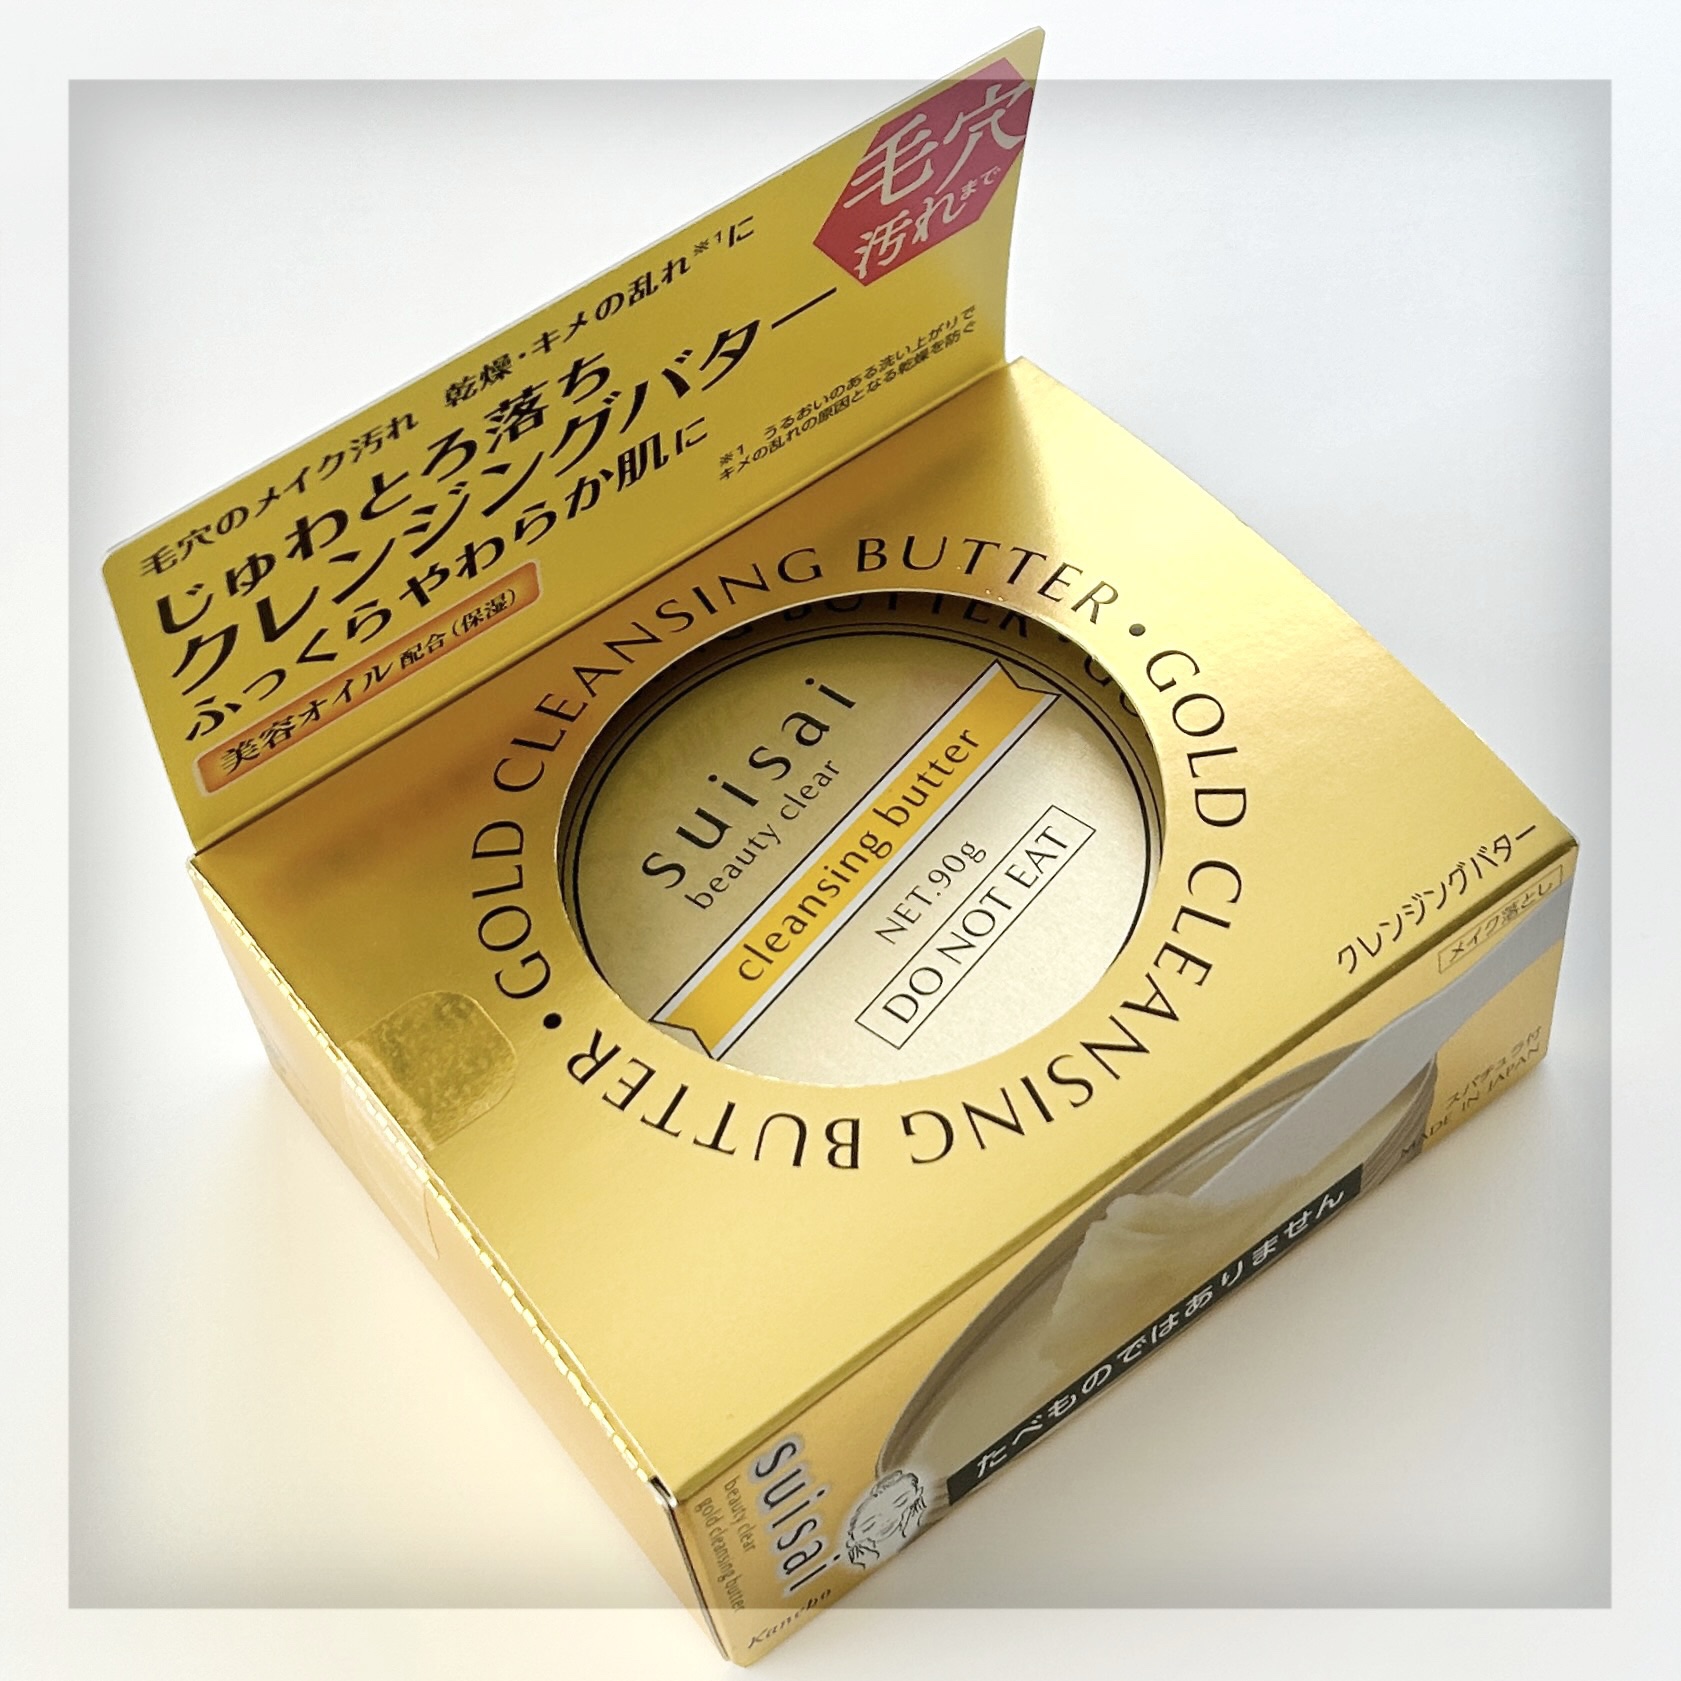 毛穴
汚れまで
毛穴のメイク汚れ 乾燥・キメの乱れ※1に
じゅわとろ落ち
クレンジングバター
ふっくらやわらか肌に
※1 うるおいのある洗い上がりで
キメの乱れの原因となる乾燥を防ぐ
美容オイル配合(保湿)
GOLD CLEANSING BUTTER • GOLD CLEANSING BUTTER •
G BUTTER • GO
suisai
beauty clear
cleansing butter
NET.90g
DO NOT EAT
クレンジングバター
メイク落とし
スパチュラ付
MADE IN JAPAN
たべものではありません
suisai
beauty clear
gold cleansing butter
Kanebo